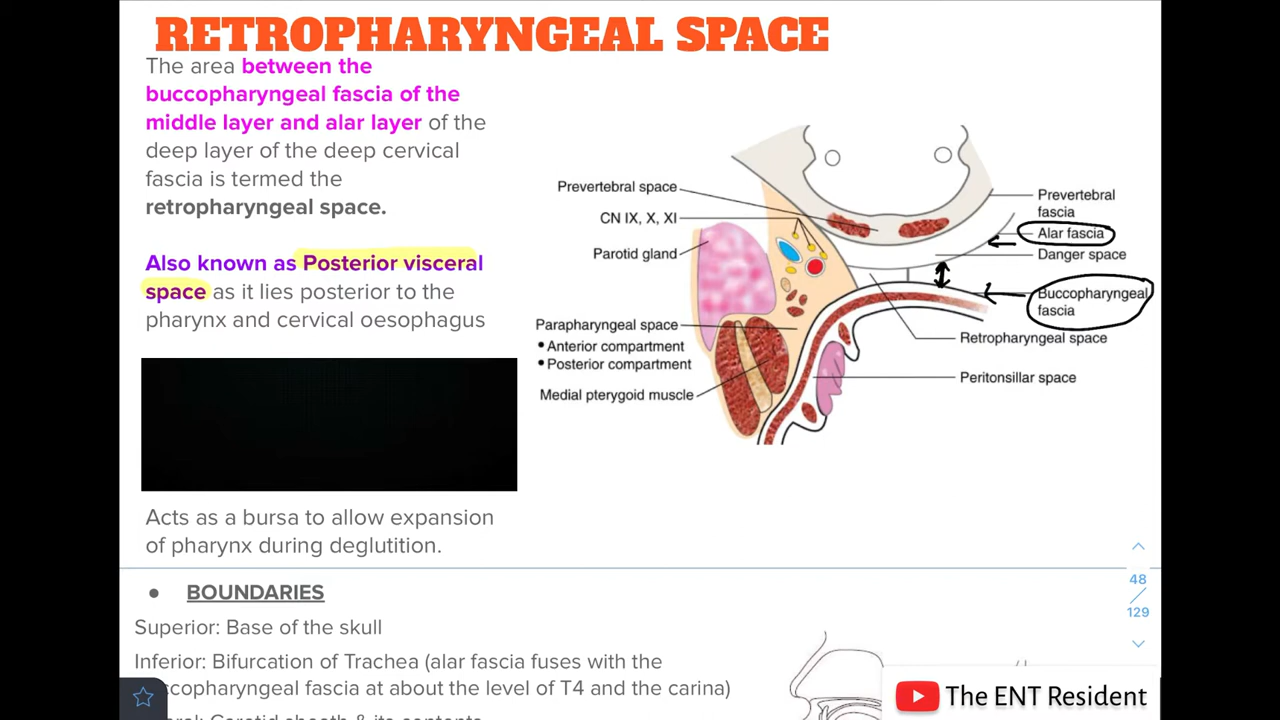 RETROPHARYNGEAL SPACE
The area between the
buccopharyngeal fascia of the
middle layer and alar layer of the
deep layer of the deep cervical
fascia is termed the
retropharyngeal space.
Also known as Posterior visceral
space as it lies posterior to the
pharynx and cervical oesophagus
Acts as a bursa to allow expansion
of pharynx during deglutition.
Prevertebral space
CN IX, X, XI
Parotid gland
Parapharyngeal space
• Anterior compartment
• Posterior compartment
Medial pterygoid muscle
Prevertebral
fascia
Alar fascia
Danger space
Buccopharyngeal
fascia
Retropharyngeal space
Peritonsillar space
48
129
● BOUNDARIES
Superior: Base of the skull
Inferior: Bifurcation of Trachea (alar fascia fuses with the
ccopharyngeal fascia at about the level of T4 and the carina)
Carotid sheath & its contents
The ENT Resident